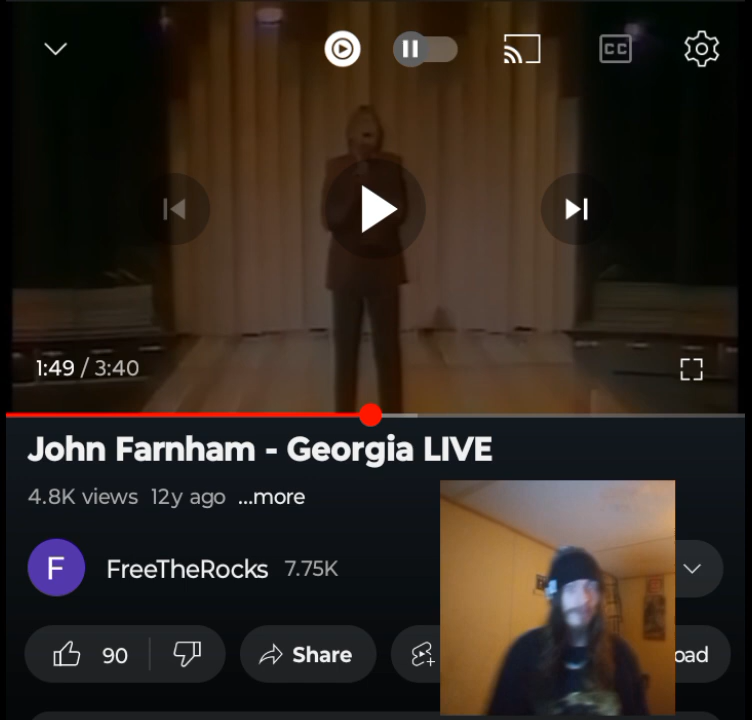 CC
1:49 / 3:40
John Farnham - Georgia LIVE
4.8K views 12y ago ...more
F FreeTheRocks 7.75K
90 Share oad